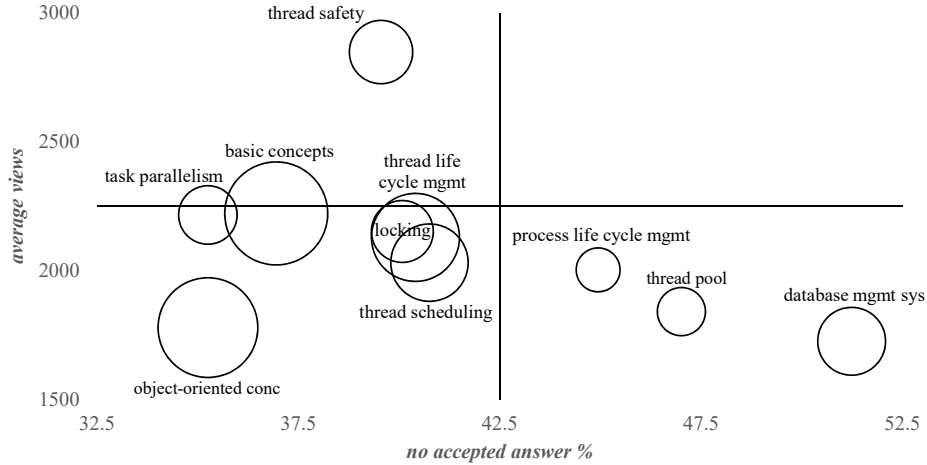 3000
thread safety
2500
basic concepts
thread life
cycle mgmt
task parallelism
average views
locking
process life cycle mgmt
2000
thread pool
database mgmt sys
thread scheduling
object-oriented conc
1500
32.5
37.5
42.5
47.5
52.5
no accepted answer %